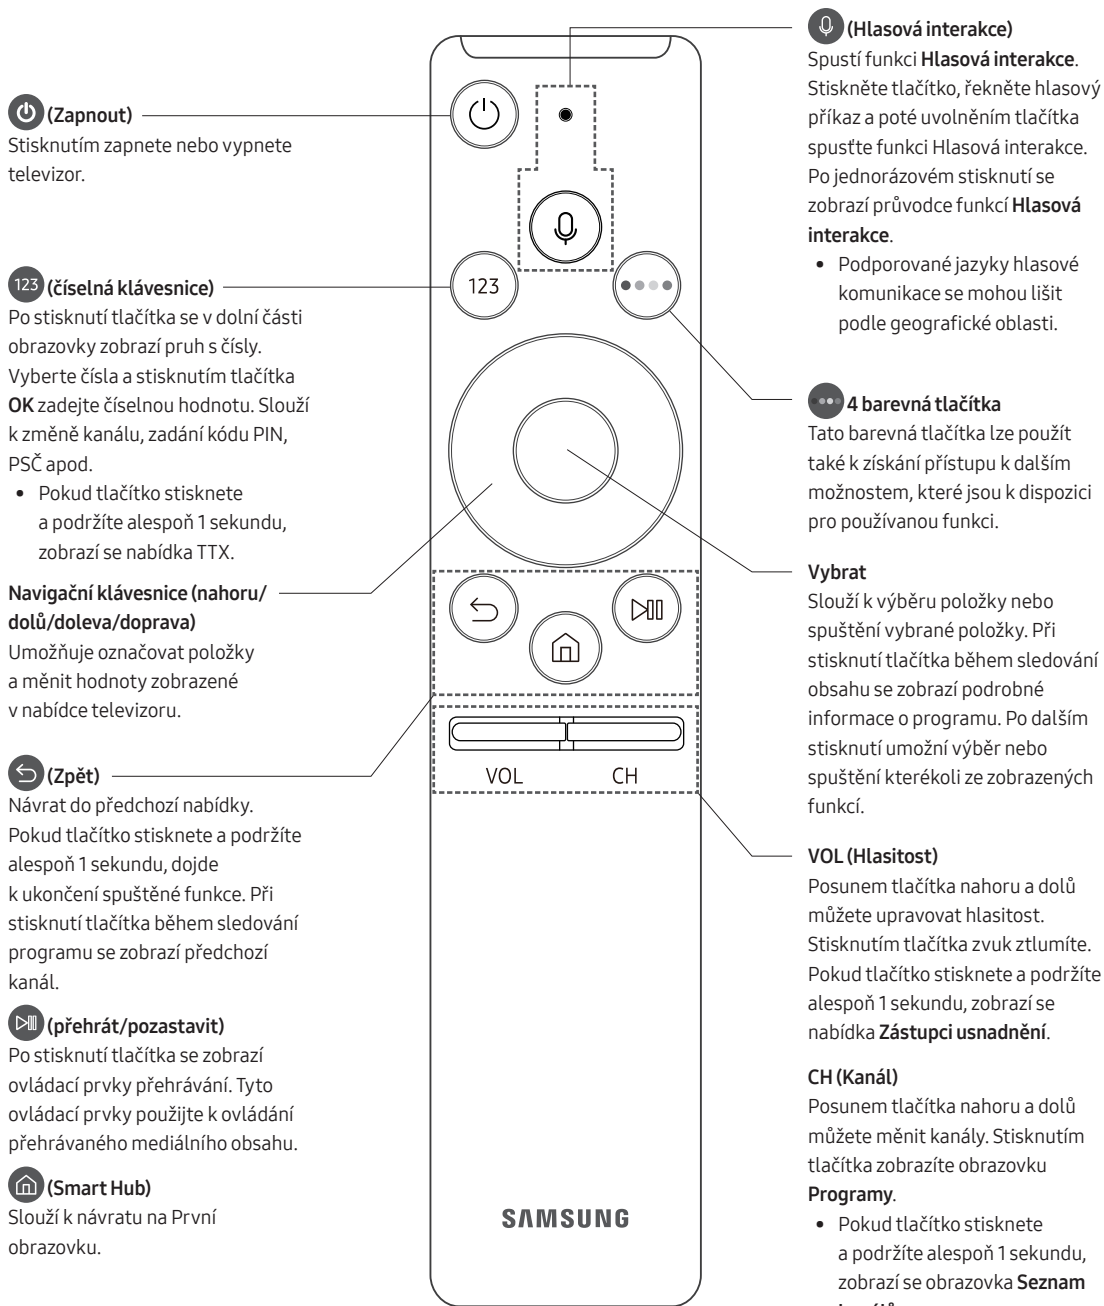 (Zapnout)
Stisknutím zapnete nebo vypnete
televizor.
123 (číselná klávesnice)
Po stisknutí tlačítka se v dolní části
obrazovky zobrazí pruh s čísly.
Vyberte čísla a stisknutím tlačítka
OK zadejte číselnou hodnotu. Slouží
k změně kanálu, zadání kódu PIN,
PSČ apod.
• Pokud tlačítko stisknete
a podržíte alespoň 1 sekundu,
zobrazí se nabídka TTX.
Navigační klávesnice (nahoru/
dolů/doleva/doprava)
Umožňuje označovat položky
a měnit hodnoty zobrazené
v nabídce televizoru.
(Zpět)
Návrat do předchozí nabídky.
Pokud tlačítko stisknete a podržíte
alespoň 1 sekundu, dojde
k ukončení spuštěné funkce. Při
stisknutí tlačítka během sledování
programu se zobrazí předchozí
kanál.
(přehrát/pozastavit)
Po stisknutí tlačítka se zobrazí
ovládací prvky přehrávání. Tyto
ovládací prvky použijte k ovládání
přehrávaného mediálního obsahu.
(Smart Hub)
Slouží k návratu na První
obrazovku.
123
VOL CH
SAMSUNG
(Hlasová interakce)
Spustí funkci Hlasová interakce.
Stiskněte tlačítko, řekněte hlasový
příkaz a poté uvolněním tlačítka
spusťte funkci Hlasová interakce.
Po jednorázovém stisknutí se
zobrazí průvodce funkcí Hlasová
interakce.
• Podporované jazyky hlasové
komunikace se mohou lišit
podle geografické oblasti.
4 barevná tlačítka
Tato barevná tlačítka lze použít
také k získání přístupu k dalším
možnostem, které jsou k dispozici
pro používanou funkci.
Vybrat
Slouží k výběru položky nebo
spuštění vybrané položky. Při
stisknutí tlačítka během sledování
obsahu se zobrazí podrobné
informace o programu. Po dalším
stisknutí umožní výběr nebo
spuštění kterékoli ze zobrazených
funkcí.
VOL (Hlasitost)
Posunem tlačítka nahoru a dolů
můžete upravovat hlasitost.
Stisknutím tlačítka zvuk ztlumíte.
Pokud tlačítko stisknete a podržíte
alespoň 1 sekundu, zobrazí se
nabídka Zástupci usnadnění.
CH (Kanál)
Posunem tlačítka nahoru a dolů
můžete měnit kanály. Stisknutím
tlačítka zobrazíte obrazovku
Programy.
• Pokud tlačítko stisknete
a podržíte alespoň 1 sekundu,
zobrazí se obrazovka Seznam